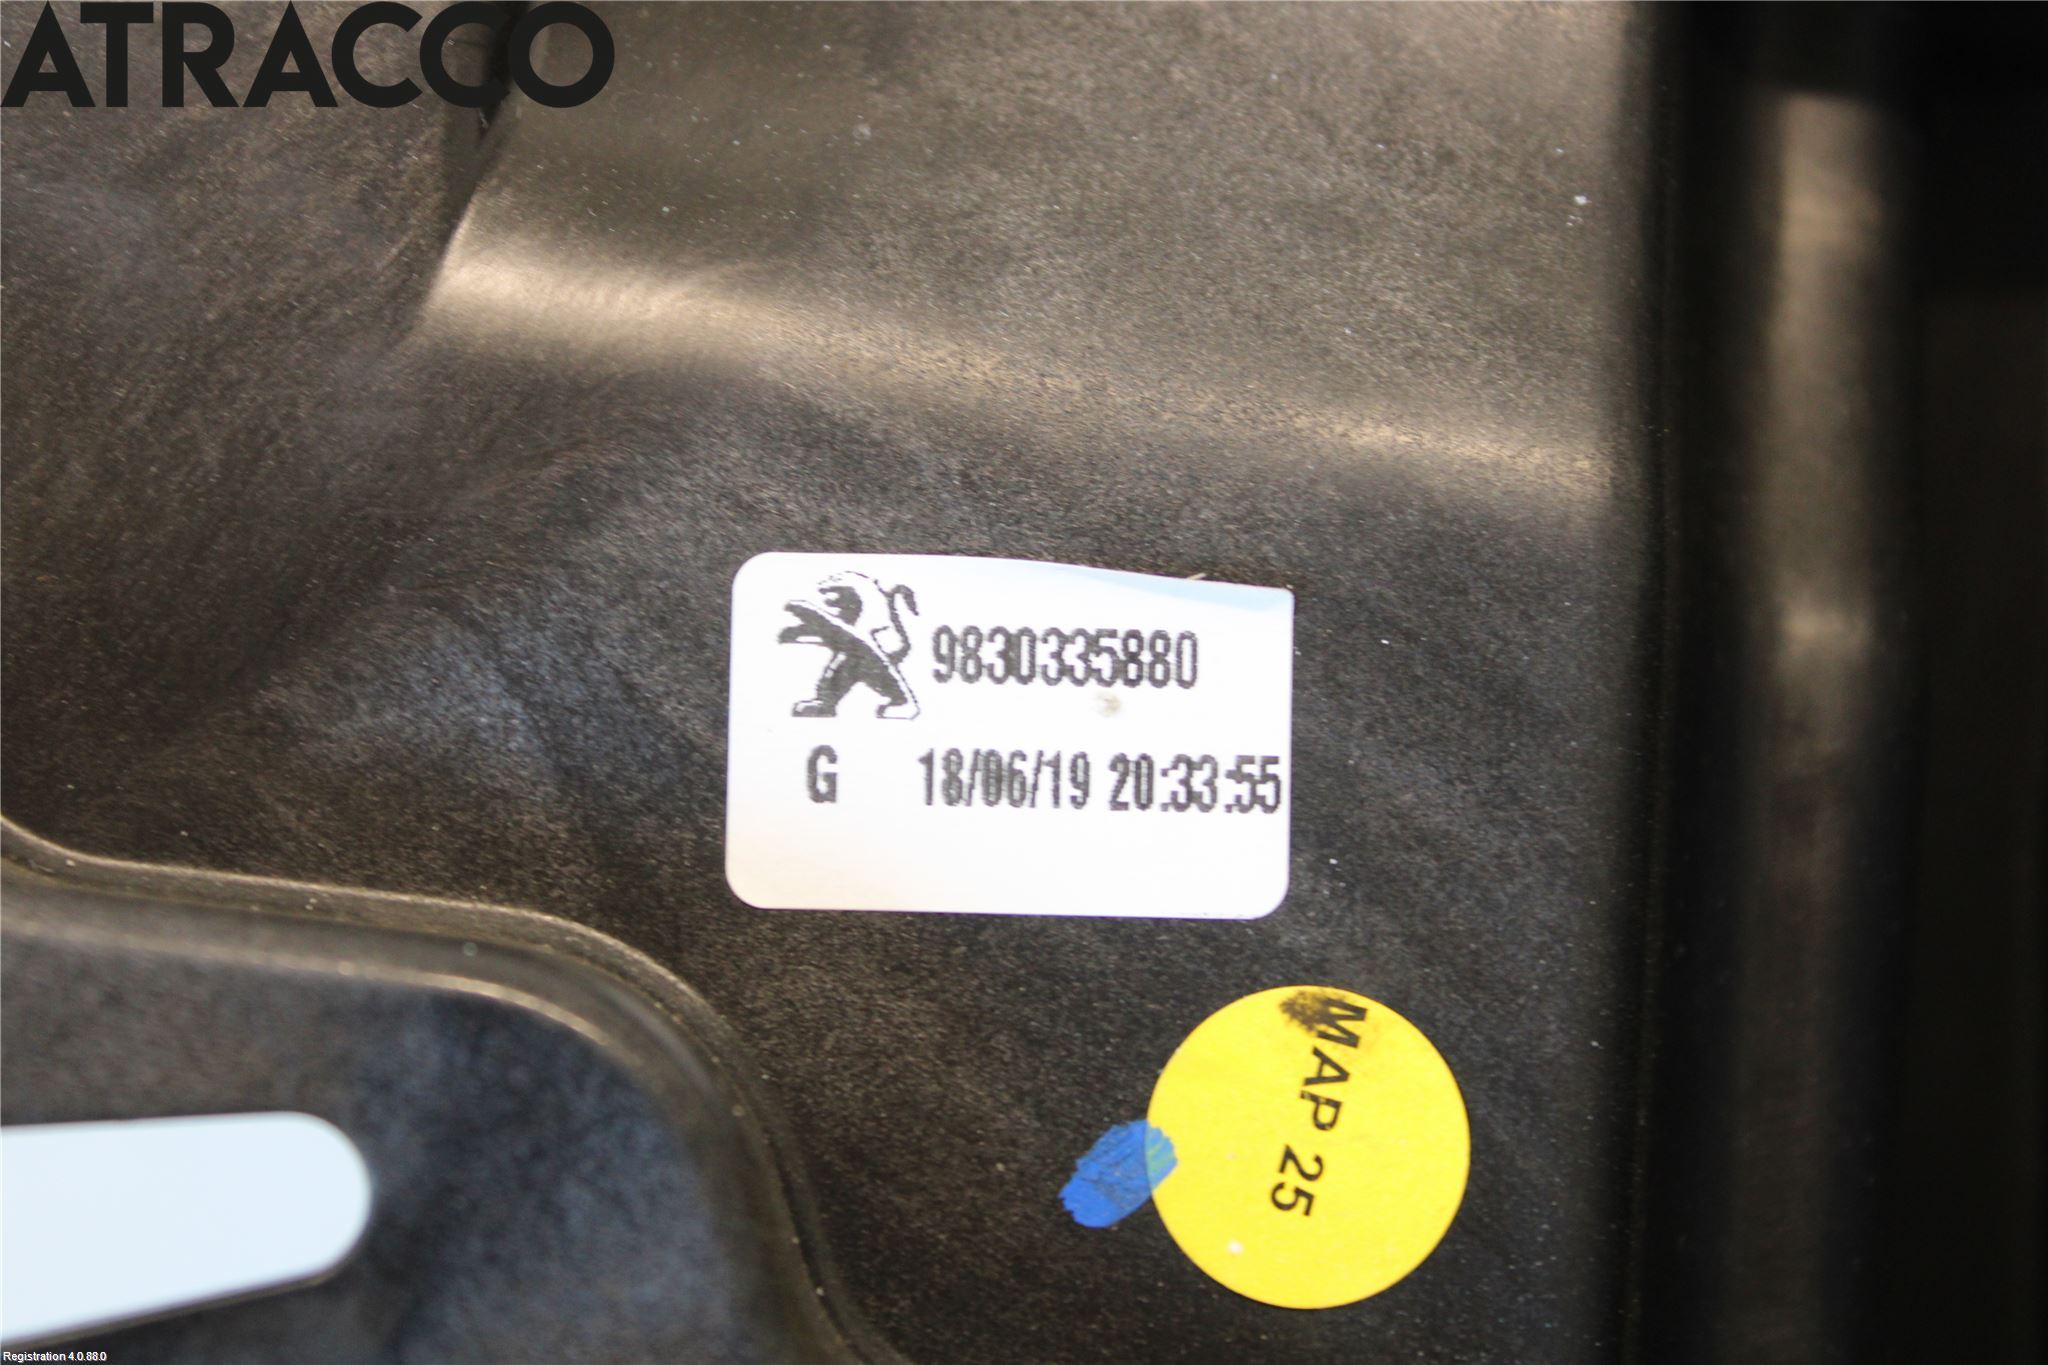 ATRACCO
9830335880
G 18/06/19 20:33:55
MAP 25
Registration 4.0.88.0